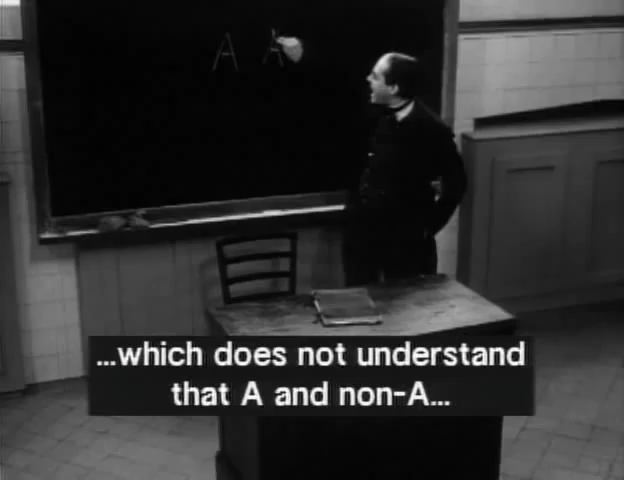 A A
...which does not understand
that A and non-A...